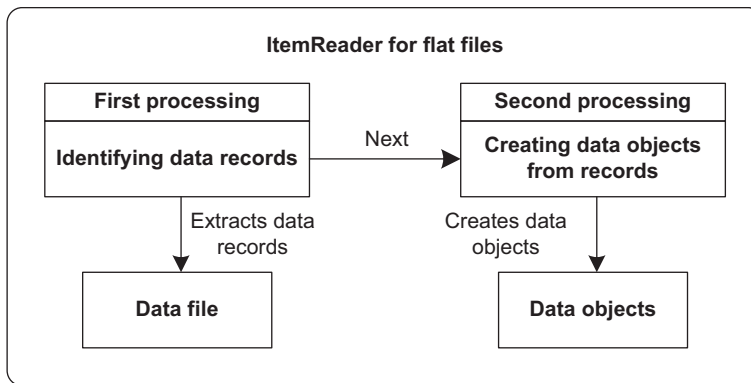 ItemReader for flat files
First processing
Identifying data records
Next
Second processing
Creating data objects
from records
Extracts data
records
Creates data
objects
Data file
Data objects